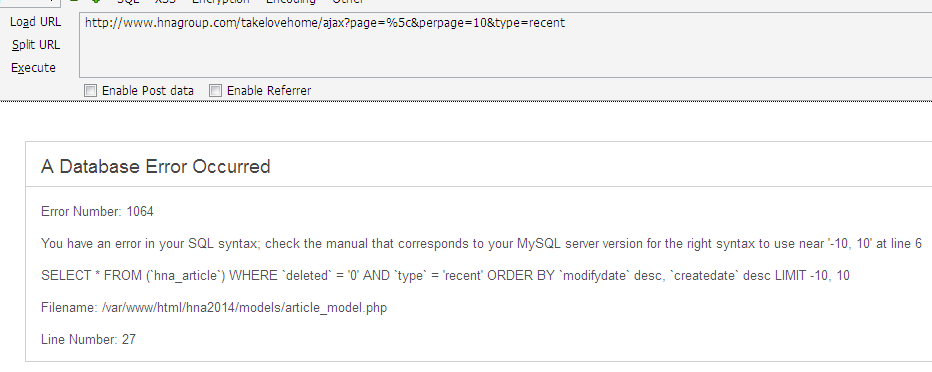 SQL XSS Encryption Encoding Other
Load URL
http://www.hnagroup.com/takelovehome/ajax?page=%5c&perpage=10&type=recent
Split URL
Execute
Enable Post data Enable Referrer
A Database Error Occurred
Error Number: 1064
You have an error in your SQL syntax; check the manual that corresponds to your MySQL server version for the right syntax to use near '-10, 10' at line 6
SELECT * FROM (`hna_article`) WHERE `deleted` = '0' AND `type` = 'recent' ORDER BY `modifydate` desc, `createdate` desc LIMIT -10, 10
Filename: /var/www/html/hna2014/models/article_model.php
Line Number: 27